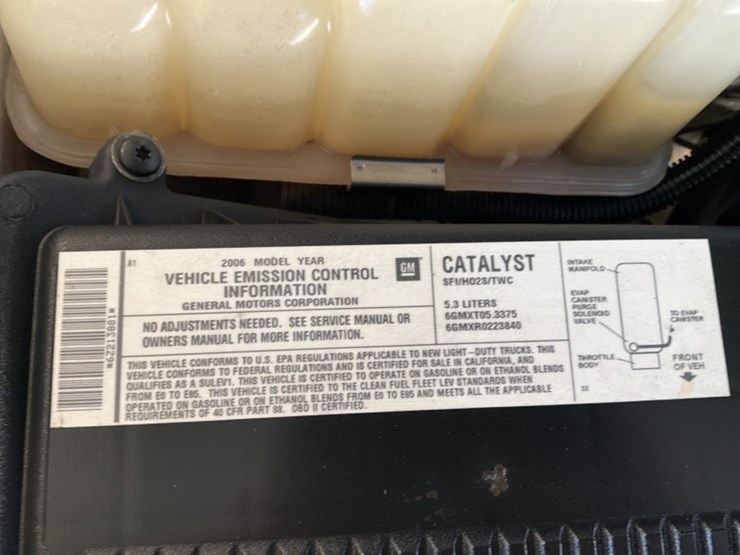 A1
2006 MODEL YEAR
VEHICLE EMISSION CONTROL
INFORMATION
GENERAL MOTORS CORPORATION
GM
NO ADJUSTMENTS NEEDED. SEE SERVICE MANUAL OR
OWNERS MANUAL FOR MORE INFORMATION.
CATALYST
SFI/HO2S/TWC
5.3 LITERS
6GMXT05.3375
6GMXR0223840
THIS VEHICLE CONFORMS TO U.S. EPA REGULATIONS APPLICABLE TO NEW LIGHT-DUTY TRUCKS. THIS
VEHICLE CONFORMS TO FEDERAL REGULATIONS AND IS CERTIFIED FOR SALE IN CALIFORNIA, AND
QUALIFIES AS A SULEV1. THIS VEHICLE IS CERTIFIED TO OPERATE ON GASOLINE OR ON ETHANOL BLENDS
FROM E0 TO E85. THIS VEHICLE IS CERTIFIED TO THE CLEAN FUEL FLEET LEV STANDARDS WHEN
OPERATED ON GASOLINE OR ON ETHANOL BLENDS FROM E0 TO E85 AND MEETS ALL THE APPLICABLE
REQUIREMENTS OF 40 CFR PART 88. OBD II CERTIFIED.
INTAKE
MANIFOLD
EVAP
CANISTER
PURGE
SOLENOID
VALVE
TO EVAP
CANISTER
THROTTLE
BODY
FRONT
OF VEH
32